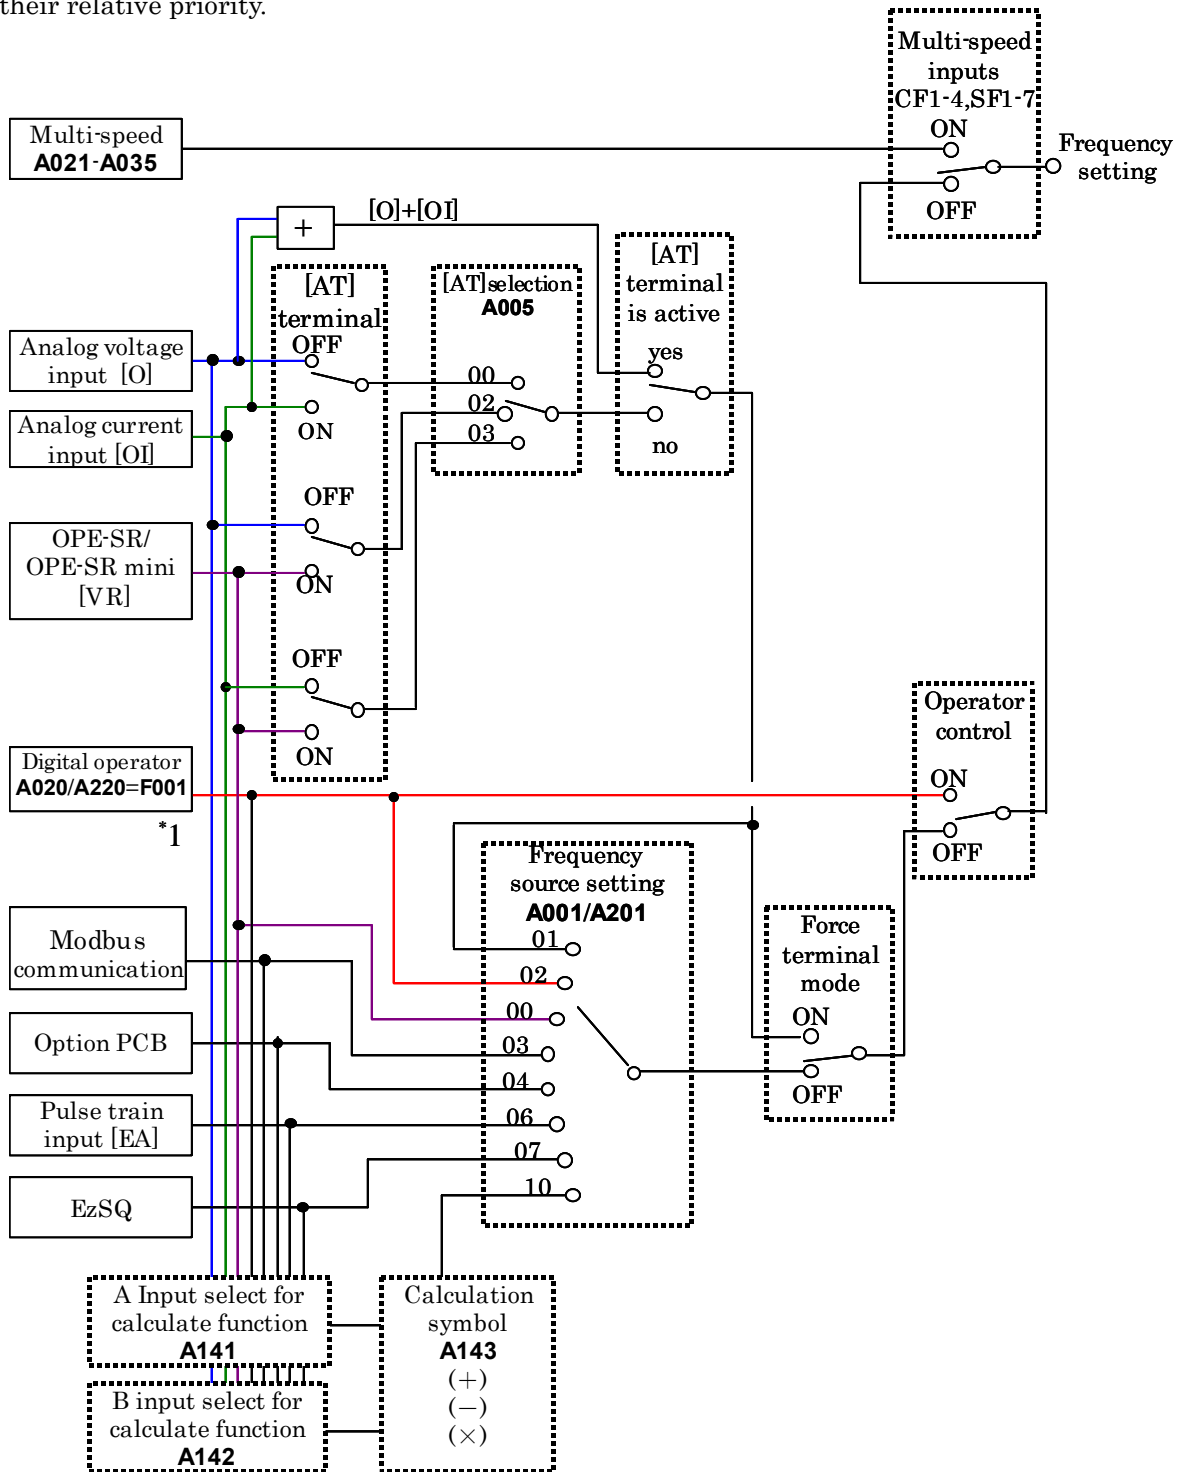 their relative priority.
Multi-speed
inputs
CF1-4,SF1-7
ON
OFF
Frequency
setting
Multi-speed
A021-A035
+
[O]+[OI]
[AT]
terminal
OFF
ON
OFF
ON
OFF
ON
[AT]selection
A005
00
02
03
[AT]
terminal
is active
yes
no
Analog voltage
input [O]
Analog current
input [OI]
OPE-SR/
OPE-SR mini
[VR]
Digital operator
A020/A220=F001
*1
Operator
control
ON
OFF
Frequency
source setting
A001/A201
01
02
00
03
04
06
07
10
Force
terminal
mode
ON
OFF
Modbus
communication
Option PCB
Pulse train
input [EA]
EzSQ
A Input select for
calculate function
A141
B input select for
calculate function
A142
Calculation
symbol
A143
(+)
(−)
(×)